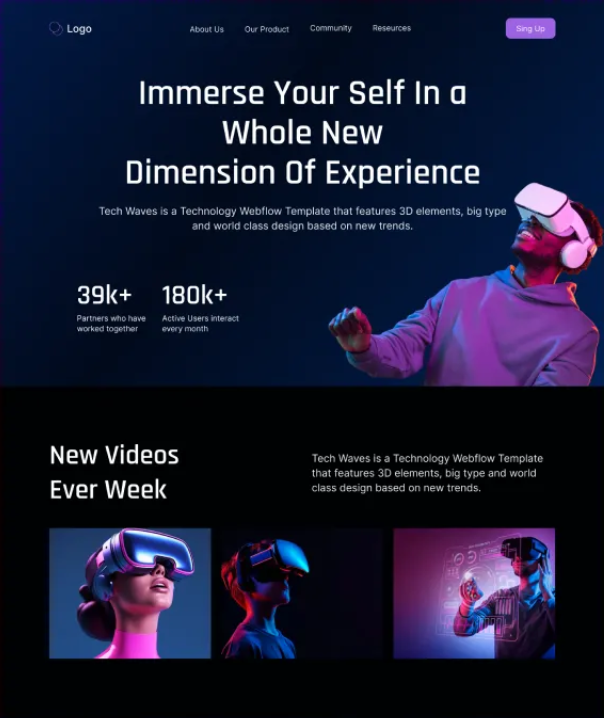 Logo
About Us
Our Product
Community
Resources
Sing Up
Immerse Your Self In a
Whole New
Dimension Of Experience
Tech Waves is a Technology Webflow Template that features 3D elements, big type
and world class design based on new trends.
39k+
Partners who have
worked together
180k+
Active Users interact
every month
New Videos
Ever Week
Tech Waves is a Technology Webflow Template
that features 3D elements, big type and world
class design based on new trends.